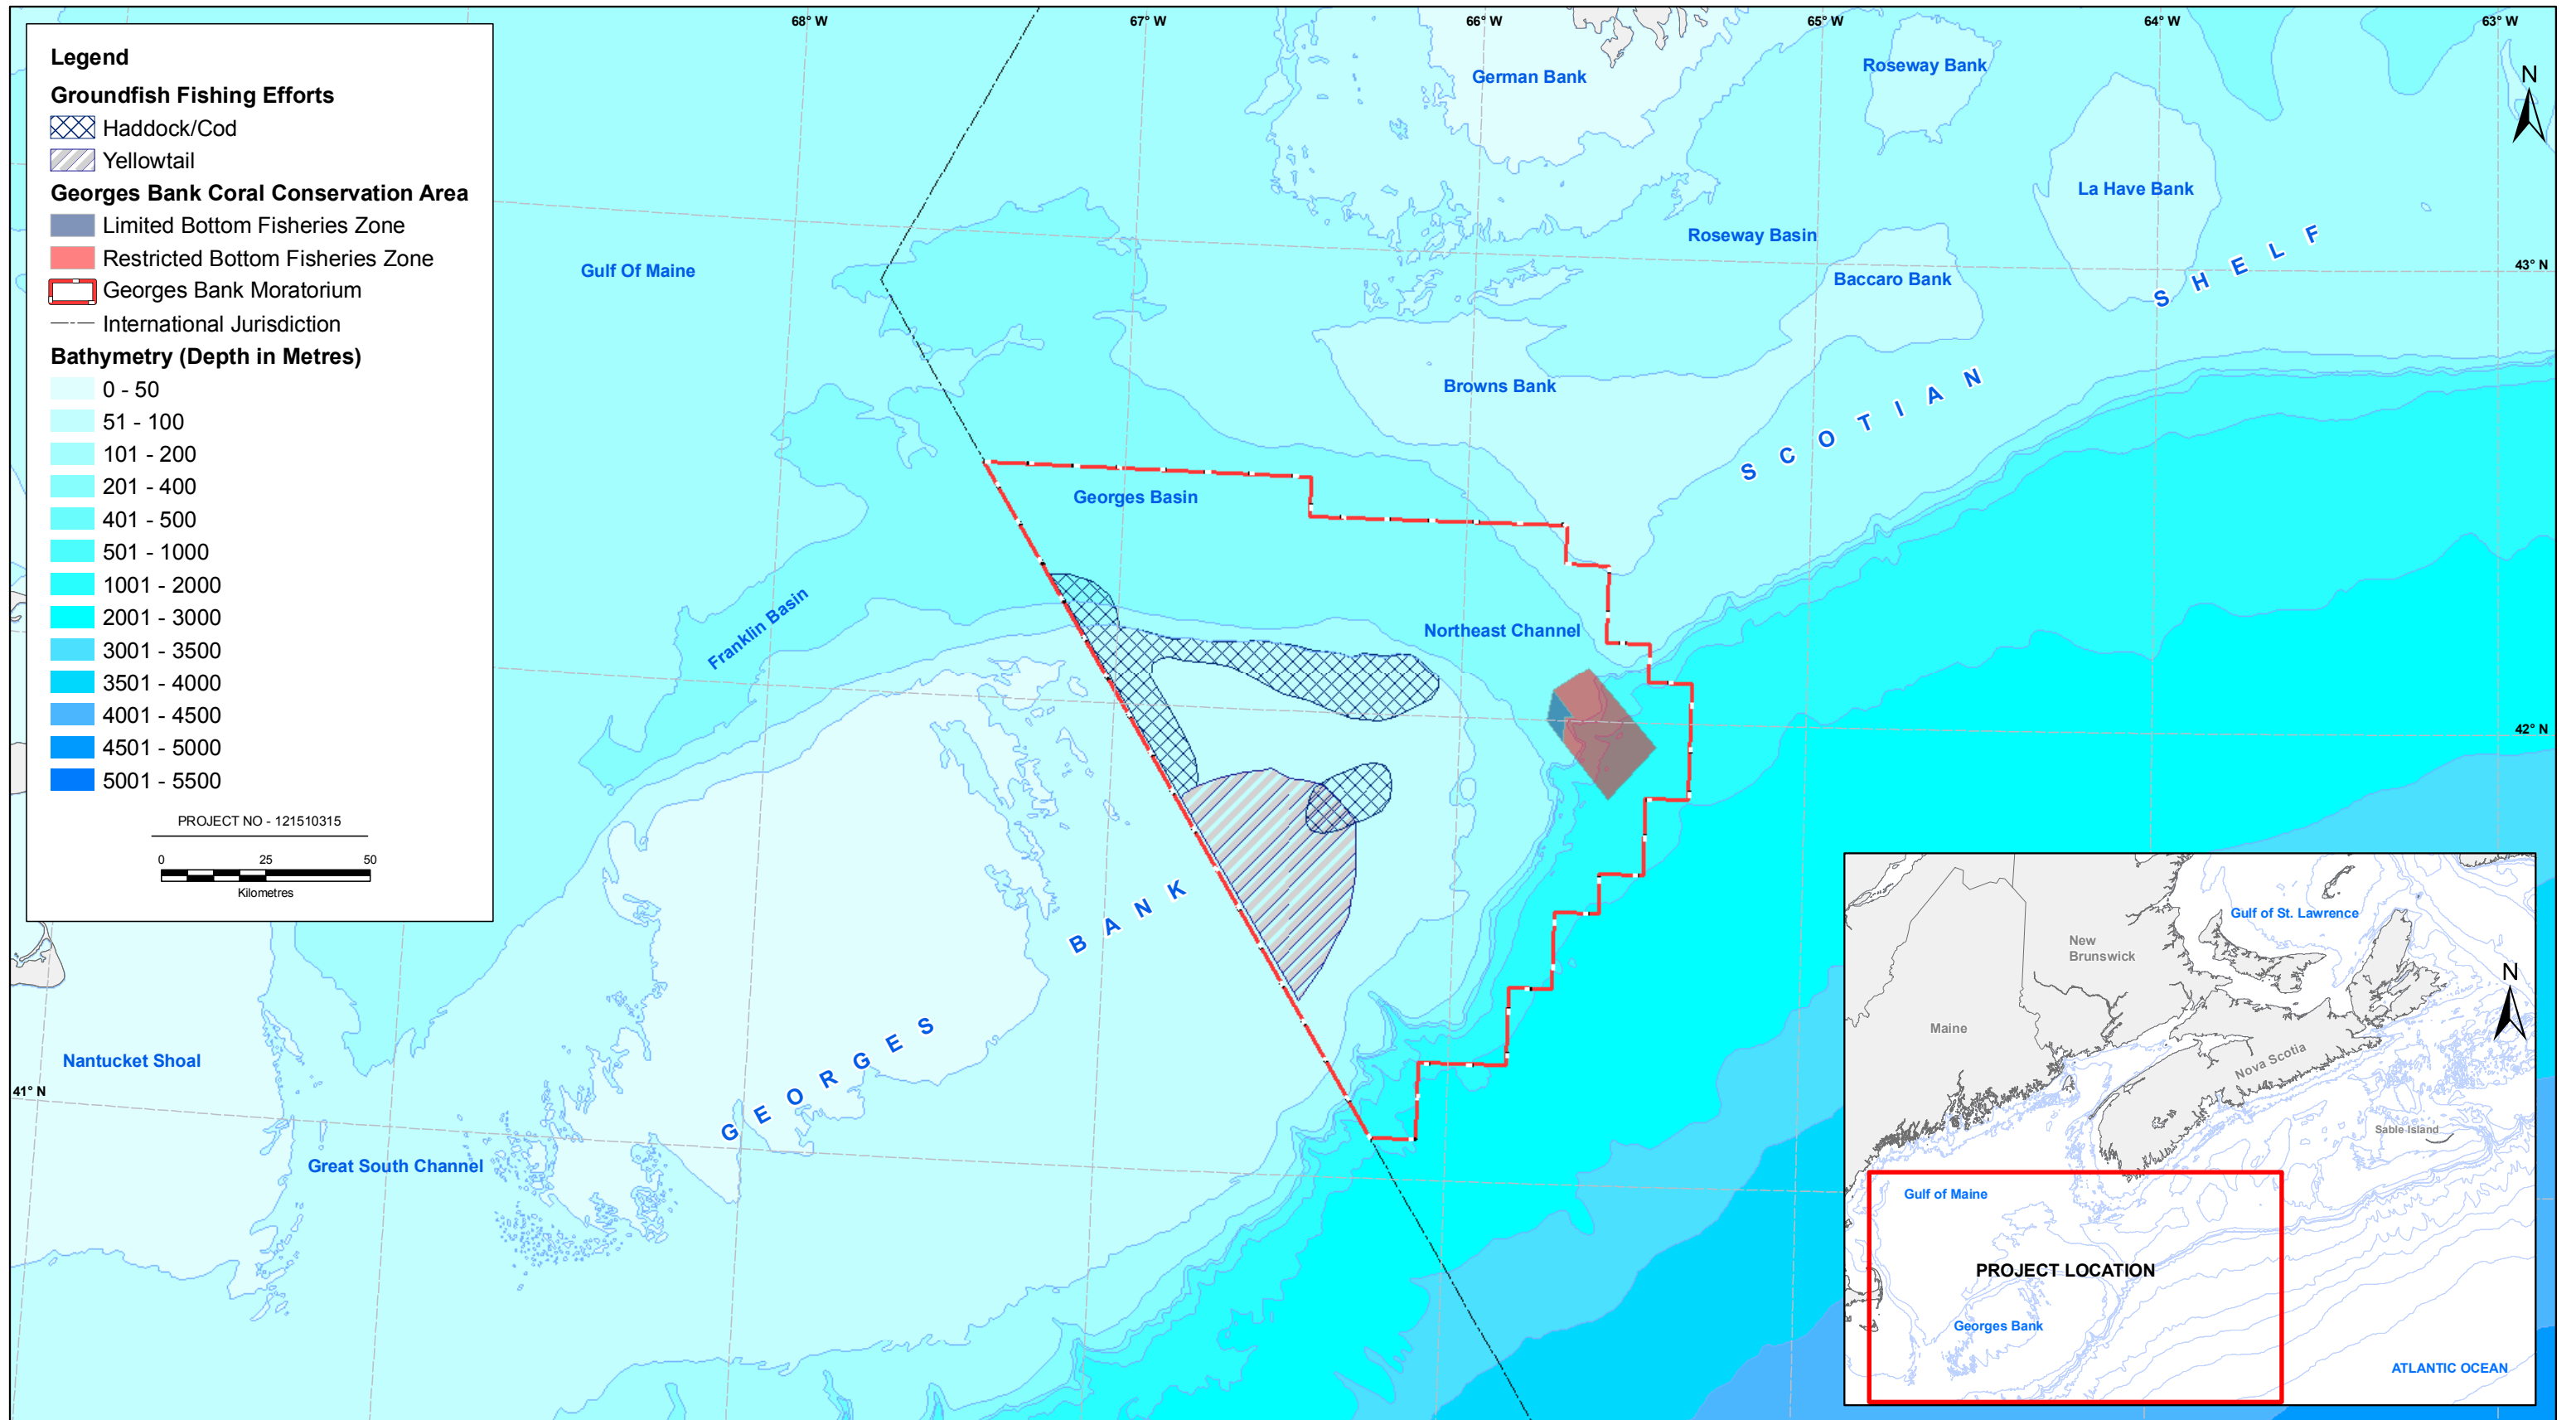 68° W
67° W
66° W
65° W
64° W
63° W
Legend
Groundfish Fishing Efforts
Haddock/Cod
Yellowtail
Georges Bank Coral Conservation Area
Limited Bottom Fisheries Zone
Restricted Bottom Fisheries Zone
Georges Bank Moratorium
International Jurisdiction
Bathymetry (Depth in Metres)
0 - 50
51 - 100
101 - 200
201 - 400
401 - 500
501 - 1000
1001 - 2000
2001 - 3000
3001 - 3500
3501 - 4000
4001 - 4500
4501 - 5000
5001 - 5500
PROJECT NO - 121510315
0 25 50
Kilometres
German Bank
Roseway Bank
N
La Have Bank
Roseway Basin
Gulf Of Maine
Baccaro Bank
43° N
SCOTIAN SHELF
Browns Bank
Georges Basin
Franklin Basin
Northeast Channel
42° N
GEORGES BANK
Nantucket Shoal
41° N
Great South Channel
Gulf of St. Lawrence
New
Brunswick
N
Maine
Nova Scotia
Sable Island
Gulf of Maine
PROJECT LOCATION
Georges Bank
ATLANTIC OCEAN